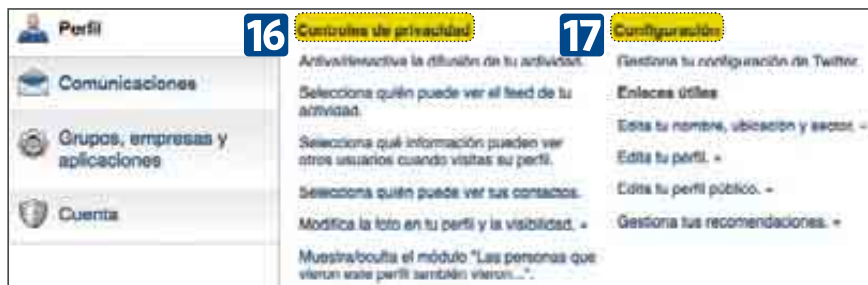 Perfil
Comunicaciones
Grupos, empresas y
aplicaciones
Cuenta
16
Controles de privacidad
Activa/desactiva la difusión de tu actividad.
Selecciona quién puede ver el feed de tu
actividad.
Selecciona qué información pueden ver
otros usuarios cuando visitas su perfil.
Selecciona quién puede ver tus contactos.
Modifica la foto en tu perfil y la visibilidad. »
Muestra/oculta el módulo "Las personas que
vieron este perfil también vieron...".
17
Configuración
Gestiona tu configuración de Twitter.
Enlaces útiles
Edita tu nombre, ubicación y sector. »
Edita tu perfil. »
Edita tu perfil público. »
Gestiona tus recomendaciones. »